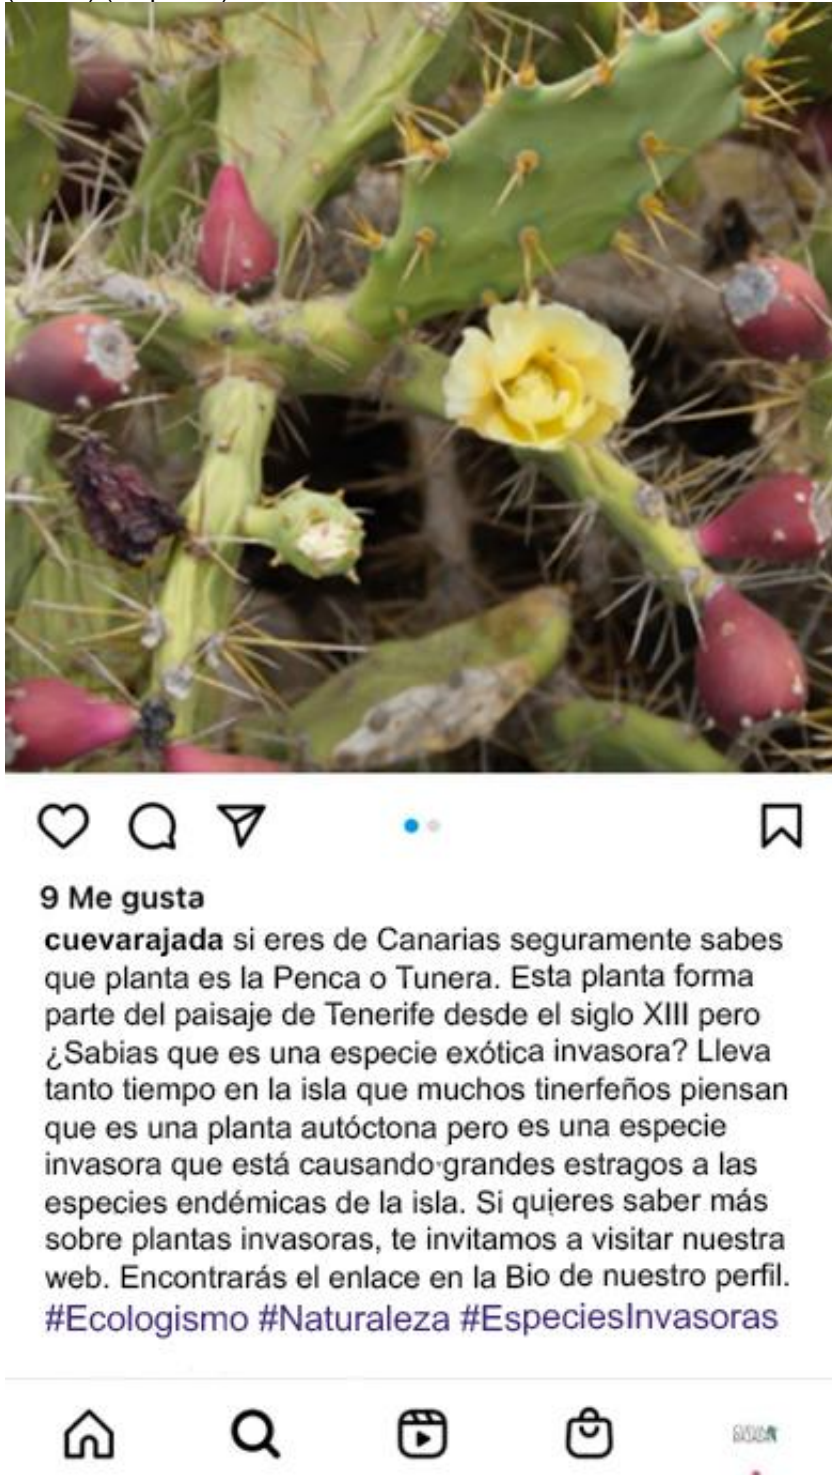 9 Me gusta
cuevarajada si eres de Canarias seguramente sabes
que planta es la Penca o Tunera. Esta planta forma
parte del paisaje de Tenerife desde el siglo XIII pero
¿Sabias que es una especie exótica invasora? Lleva
tanto tiempo en la isla que muchos tinerfeños piensan
que es una planta autóctona pero es una especie
invasora que está causando grandes estragos a las
especies endémicas de la isla. Si quieres saber más
sobre plantas invasoras, te invitamos a visitar nuestra
web. Encontrarás el enlace en la Bio de nuestro perfil.
#Ecologismo #Naturaleza #EspeciesInvasoras